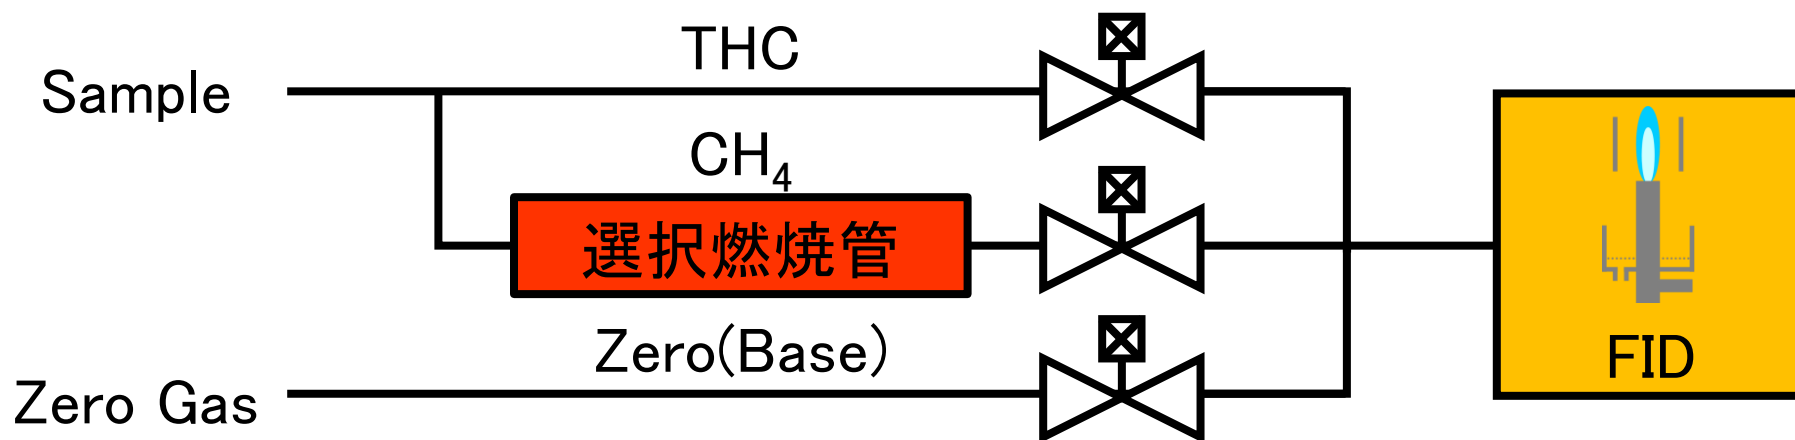 THC
Sample
CH₄
選択燃焼管
Zero(Base)
FID
Zero Gas